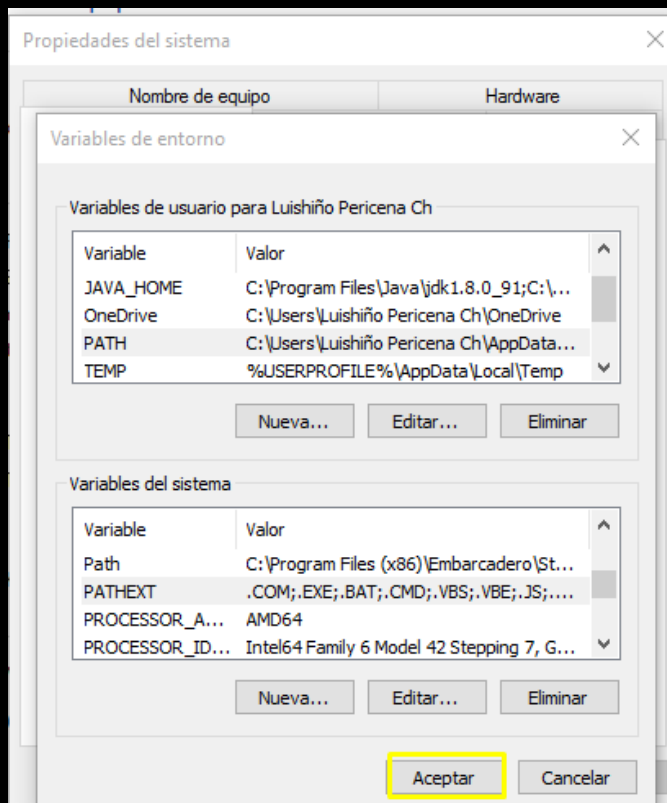 Propiedades del sistema
Nombre de equipo Hardware
Variables de entorno
Variables de usuario para Luishiño Pericena Ch
Variable Valor
JAVA_HOME C:\Program Files\Java\jdk1.8.0_91;C:\...
OneDrive C:\Users\Luishiño Pericena Ch\OneDrive
PATH C:\Users\Luishiño Pericena Ch\AppData...
TEMP %USERPROFILE%\AppData\Local\Temp
Nueva... Editar... Eliminar
Variables del sistema
Variable Valor
Path C:\Program Files (x86)\Embarcadero\St...
PATHEXT .COM;.EXE;.BAT;.CMD;.VBS;.VBE;.JS;....
PROCESSOR_A... AMD64
PROCESSOR_ID... Intel64 Family 6 Model 42 Stepping 7, G...
Nueva... Editar... Eliminar
Aceptar Cancelar